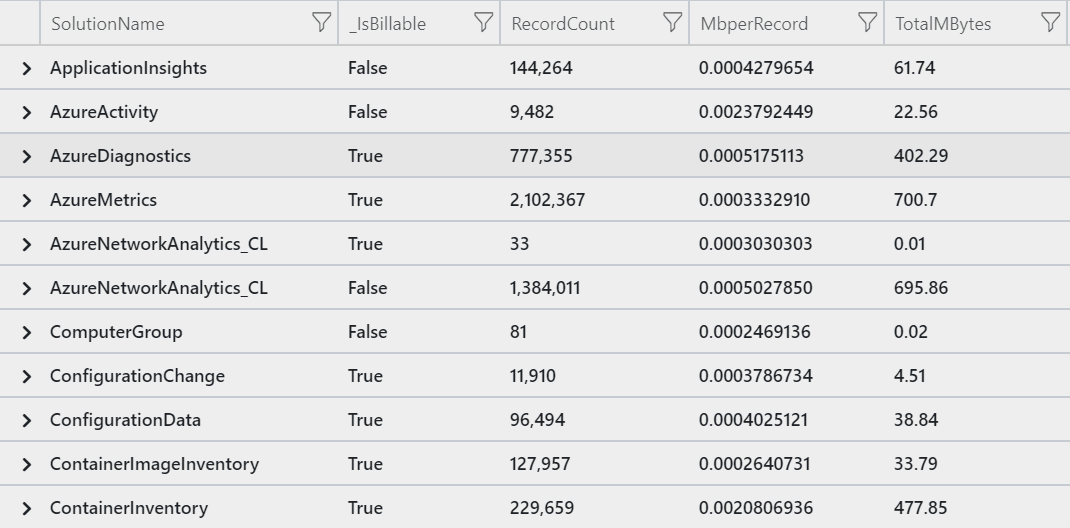 SolutionName _IsBillable RecordCount MbperRecord TotalMBytes
ApplicationInsights False 144,264 0.0004279654 61.74
AzureActivity False 9,482 0.0023792449 22.56
AzureDiagnostics True 777,355 0.0005175113 402.29
AzureMetrics True 2,102,367 0.0003332910 700.7
AzureNetworkAnalytics_CL True 33 0.0003030303 0.01
AzureNetworkAnalytics_CL False 1,384,011 0.0005027850 695.86
ComputerGroup False 81 0.0002469136 0.02
ConfigurationChange True 11,910 0.0003786734 4.51
ConfigurationData True 96,494 0.0004025121 38.84
ContainerImageInventory True 127,957 0.0002640731 33.79
ContainerInventory True 229,659 0.0020806936 477.85